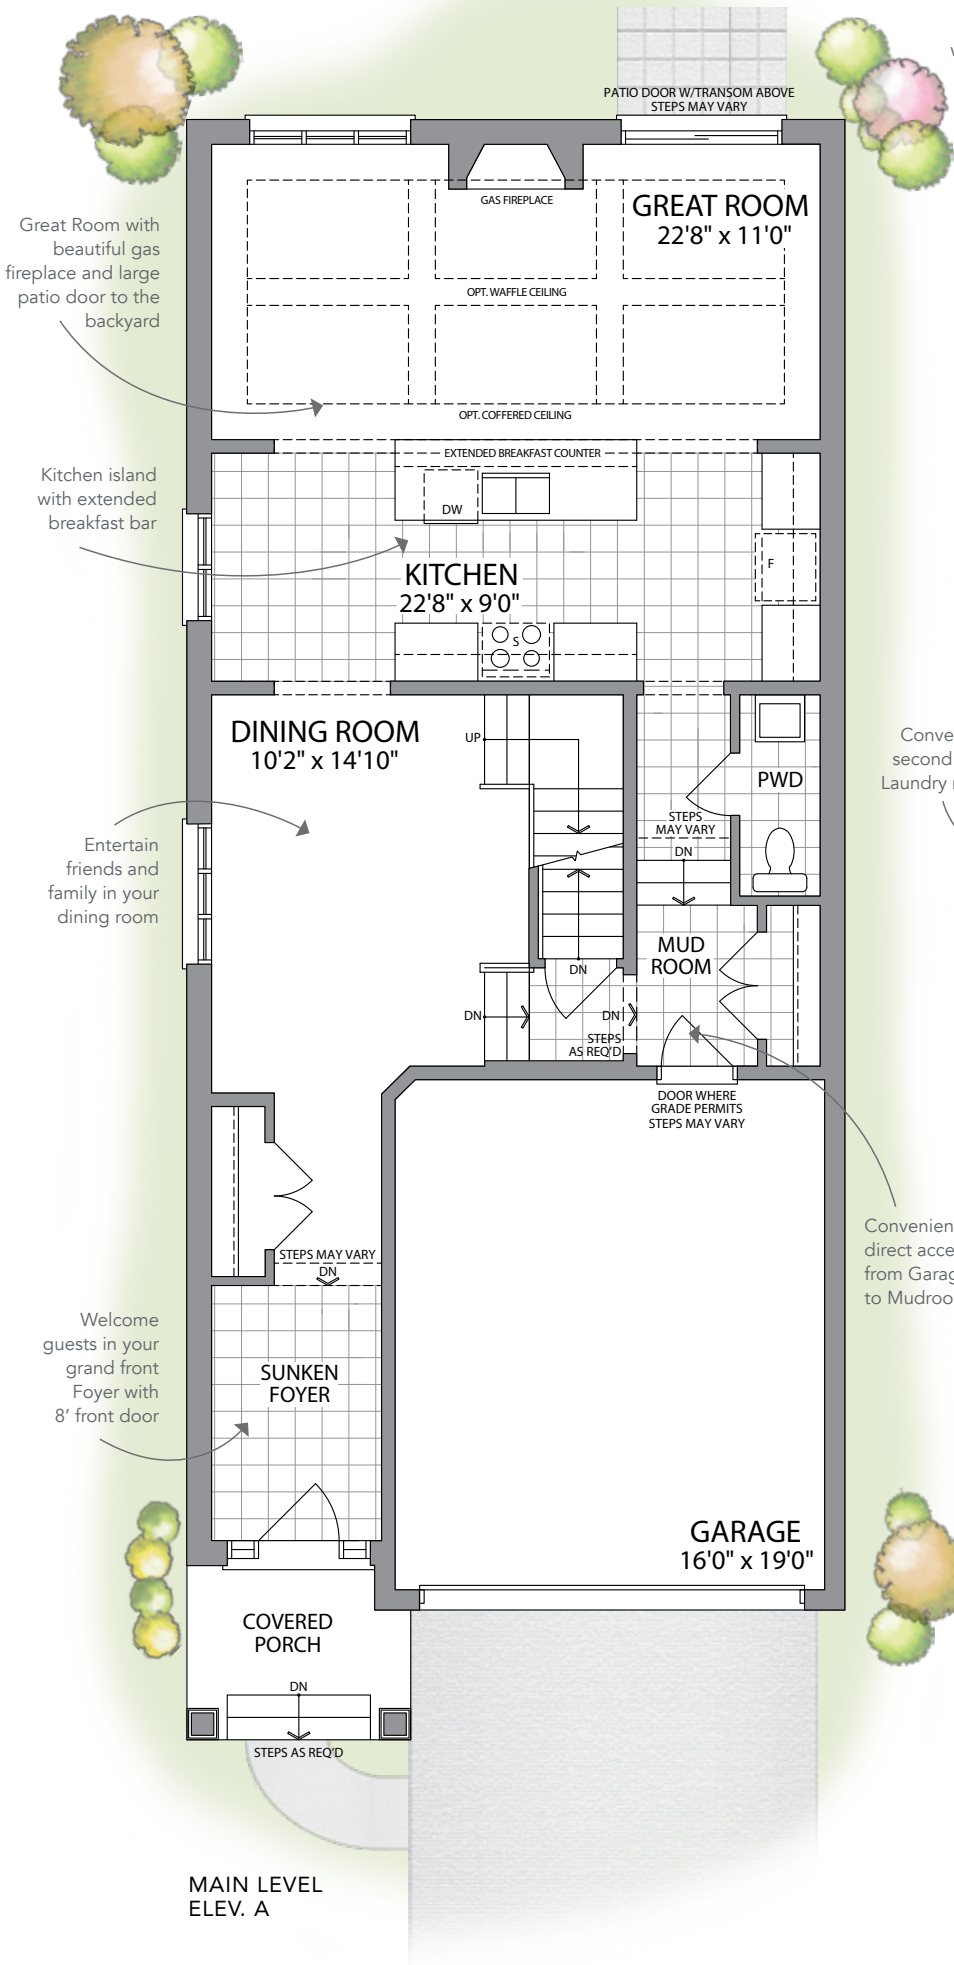 PATIO DOOR W/TRANSOM ABOVE
STEPS MAY VARY
GAS FIREPLACE
GREAT ROOM
22'8" x 11'0"
Great Room with
beautiful gas
fireplace and large
patio door to the
backyard
OPT. WAFFLE CEILING
OPT. COFFERED CEILING
EXTENDED BREAKFAST COUNTER
Kitchen island
with extended
breakfast bar
DW
F
KITCHEN
22'8" x 9'0"
S
DINING ROOM
10'2" x 14'10"
UP
PWD
STEPS
MAY VARY
DN
Entertain
friends and
family in your
dining room
second
Laundry
MUD
ROOM
DN
DN
DN
STEPS
AS REQ'D
DOOR WHERE
GRADE PERMITS
STEPS MAY VARY
direct
from
to
STEPS MAY VARY
DN
Welcome
guests in your
grand front
Foyer with
8' front door
SUNKEN
FOYER
GARAGE
16'0" x 19'0"
COVERED
PORCH
DN
STEPS AS REQ'D
MAIN LEVEL
ELEV. A